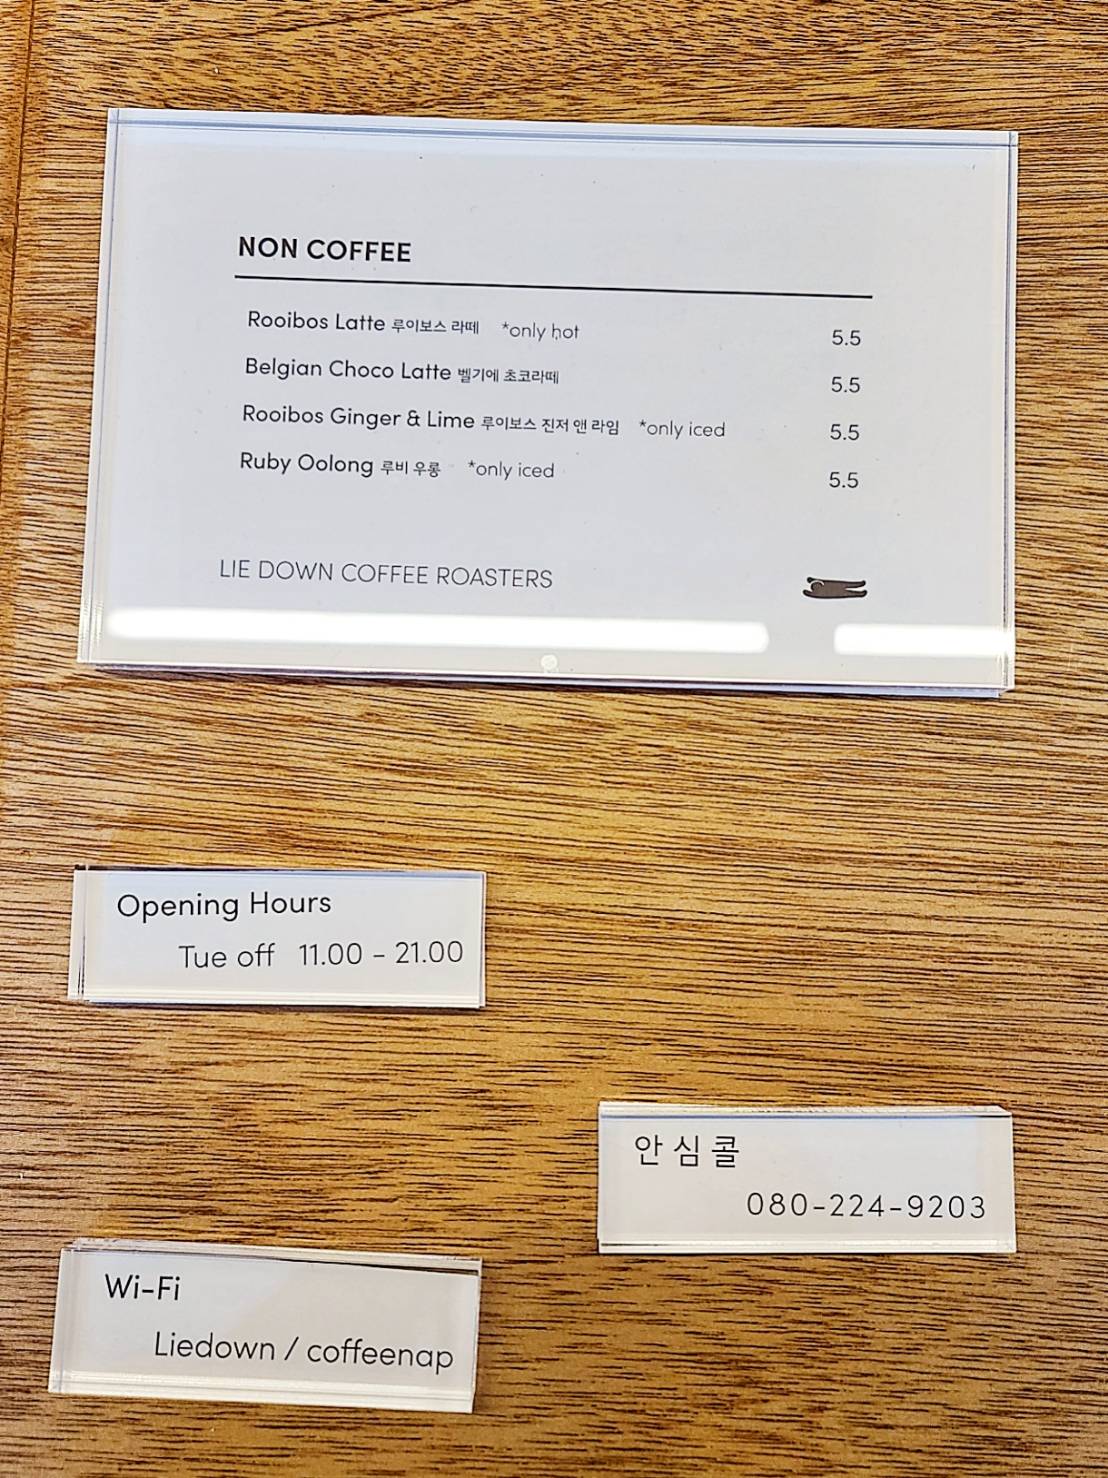 NON COFFEE
Rooibos Latte 루이보스 라떼 *only hot 5.5
Belgian Choco Latte 벨기에 초코라떼 5.5
Rooibos Ginger & Lime 루이보스 진저 앤 라임 *only iced 5.5
Ruby Oolong 루비 우롱 *only iced 5.5
LIE DOWN COFFEE ROASTERS
Opening Hours
Tue off 11.00 - 21.00
안심콜
080-224-9203
Wi-Fi
Liedown / coffeenap